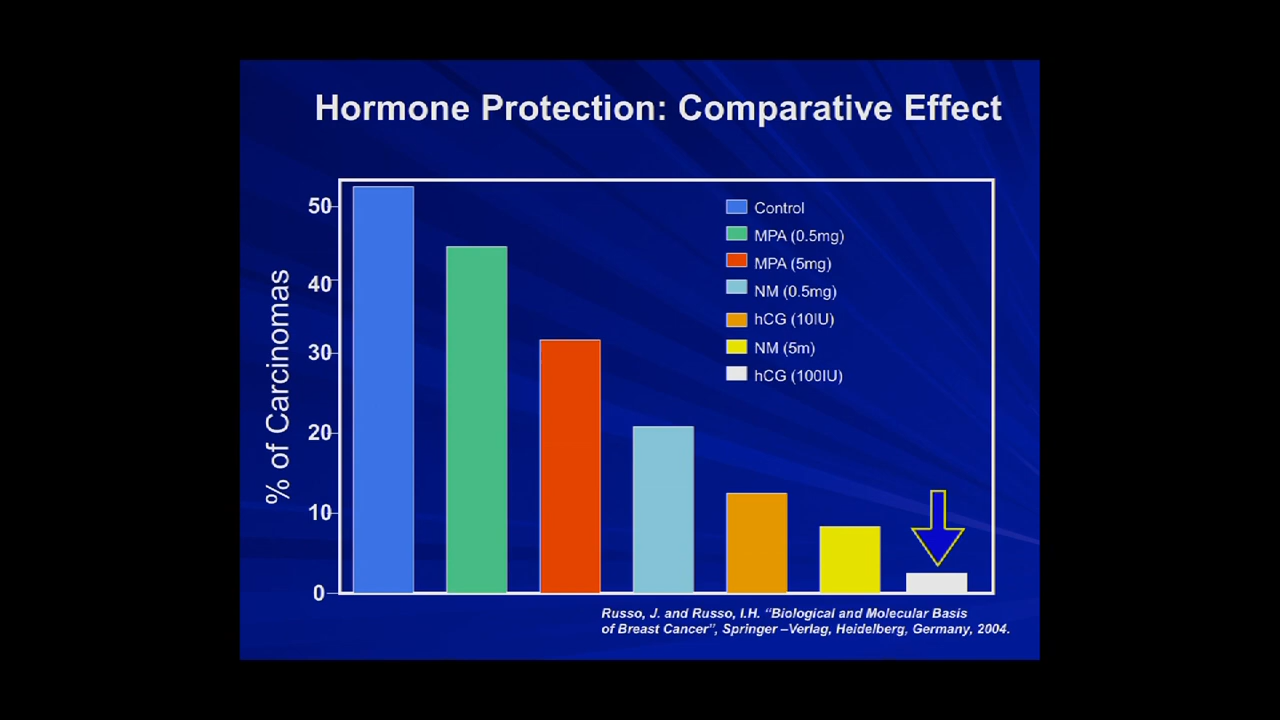 Hormone Protection: Comparative Effect
% of Carcinomas
50
40
30
20
10
0
Control
MPA (0.5mg)
MPA (5mg)
NM (0.5mg)
hCG (10IU)
NM (5m)
hCG (100IU)
Russo, J. and Russo, I.H. “Biological and Molecular Basis
of Breast Cancer”, Springer –Verlag, Heidelberg, Germany, 2004.